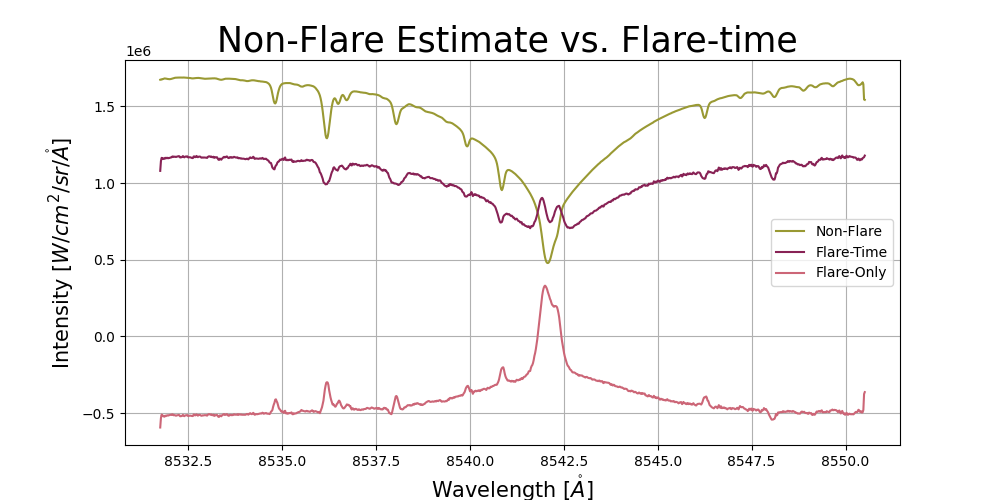 Non-Flare Estimate vs. Flare-time
1e6
1.5
1.0
0.5
0.0
−0.5
Intensity [W/cm²/sr/Å]
Non-Flare
Flare-Time
Flare-Only
8532.5 8535.0 8537.5 8540.0 8542.5 8545.0 8547.5 8550.0
Wavelength [Å]